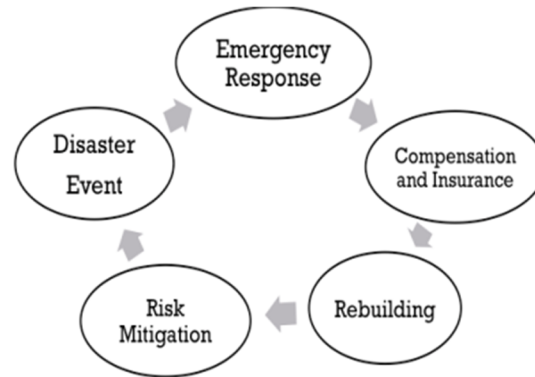 Emergency
Response
Compensation
and Insurance
Rebuilding
Risk
Mitigation
Disaster
Event